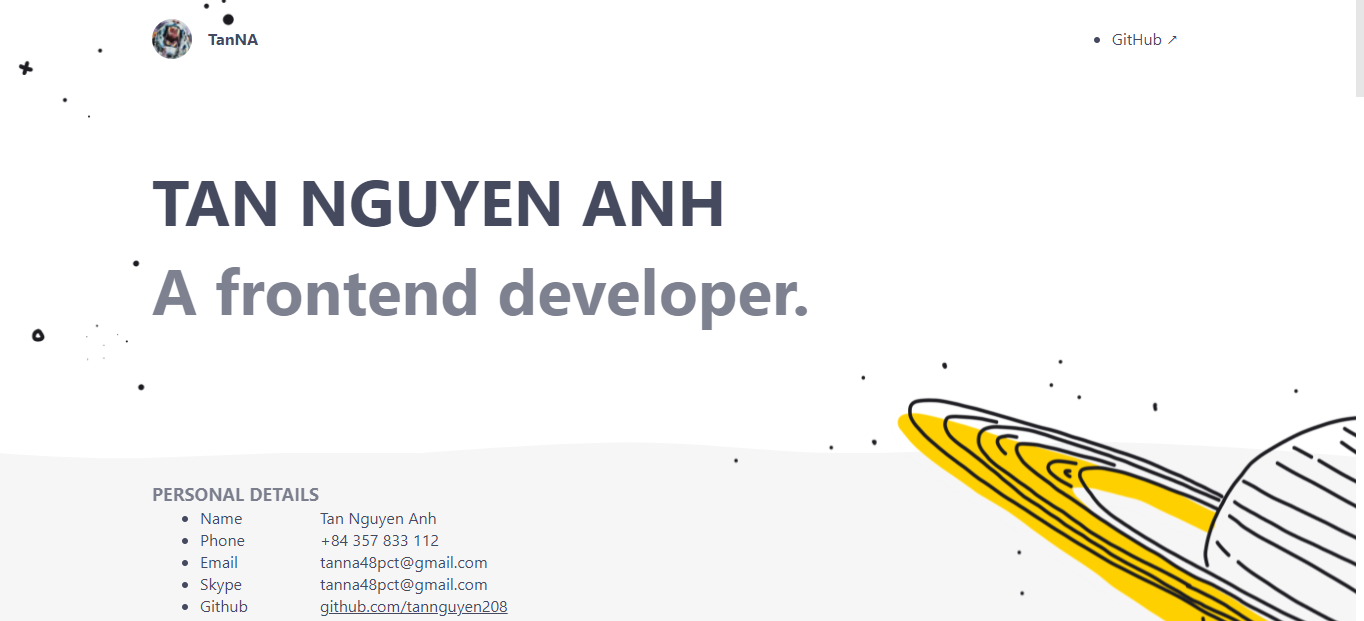 TanNA
GitHub ↗
TAN NGUYEN ANH
A frontend developer.
PERSONAL DETAILS
Name Tan Nguyen Anh
Phone +84 357 833 112
Email tanna48pct@gmail.com
Skype tanna48pct@gmail.com
Github github.com/tannguyen208